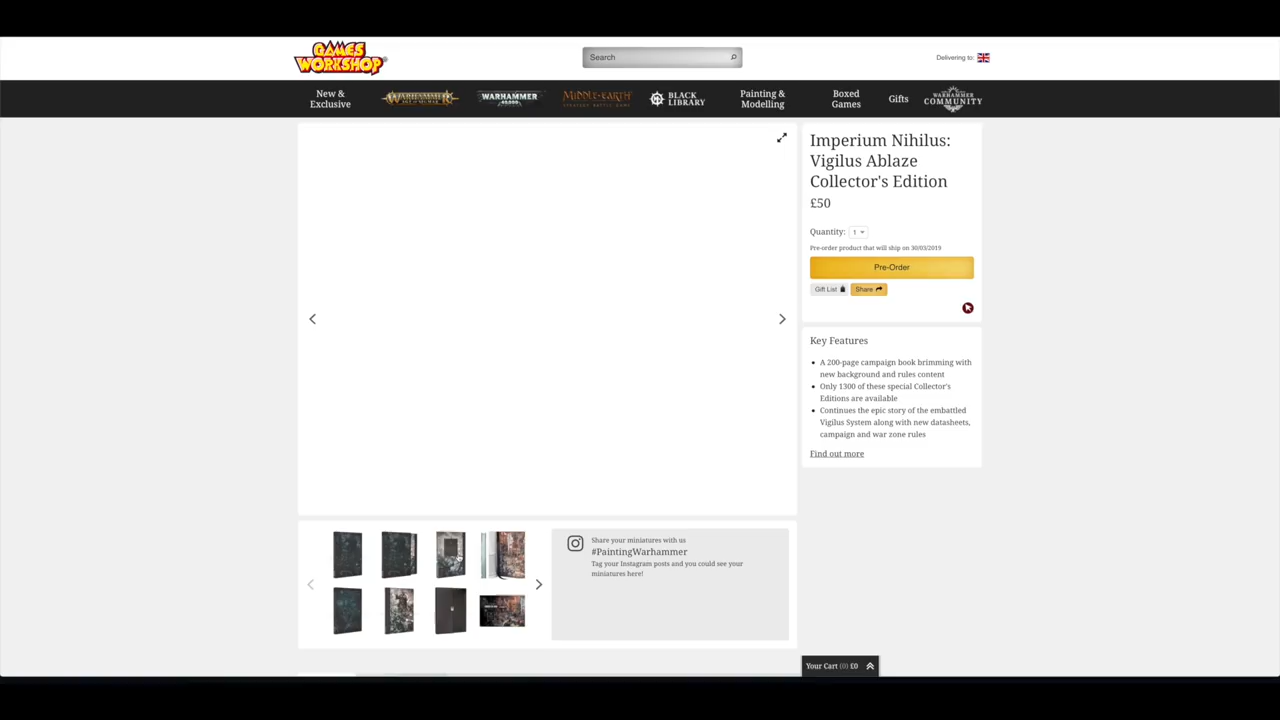 GAMES WORKSHOP
Search
Delivering to:
New & Exclusive
WARHAMMER
WARHAMMER 40,000
MIDDLE-EARTH
STRATEGY BATTLE GAME
BLACK LIBRARY
Painting & Modelling
Boxed Games
Gifts
WARHAMMER COMMUNITY
Imperium Nihilus:
Vigilus Ablaze
Collector's Edition
£50
Quantity: 1
Pre-order product that will ship on 30/03/2019
Pre-Order
Gift List
Share
Key Features
A 200-page campaign book brimming with
new background and rules content
Only 1300 of these special Collector's
Editions are available
Continues the epic story of the embattled
Vigilus System along with new datasheets,
campaign and war zone rules
Find out more
Share your miniatures with us
#PaintingWarhammer
Tag your Instagram posts and you could see your
miniatures here!
Your Cart (0) £0